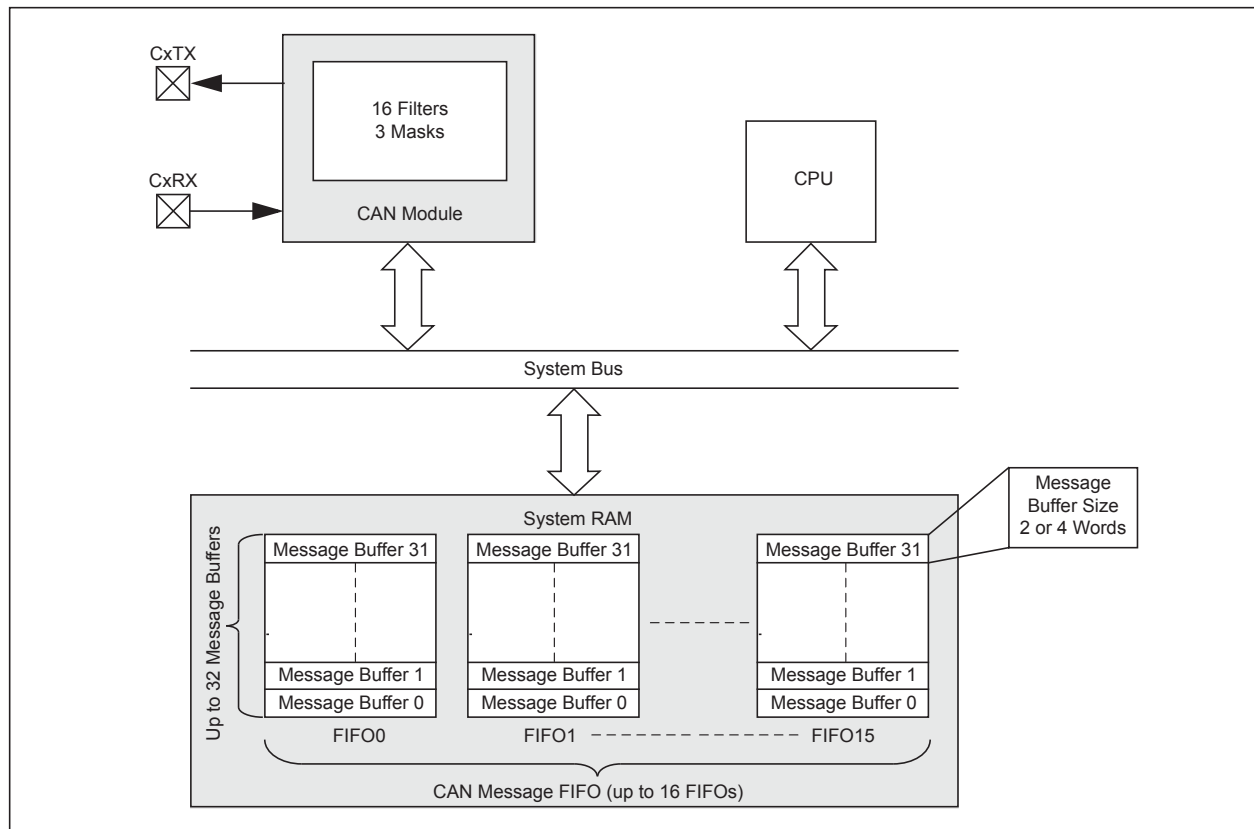 CxTX
16 Filters
3 Masks
CxRX
CAN Module
CPU
System Bus
Message
Buffer Size
2 or 4 Words
System RAM
Up to 32 Message Buffers
Message Buffer 31
Message Buffer 1
Message Buffer 0
FIFO0
Message Buffer 31
Message Buffer 1
Message Buffer 0
FIFO1
Message Buffer 31
Message Buffer 1
Message Buffer 0
FIFO15
CAN Message FIFO (up to 16 FIFOs)